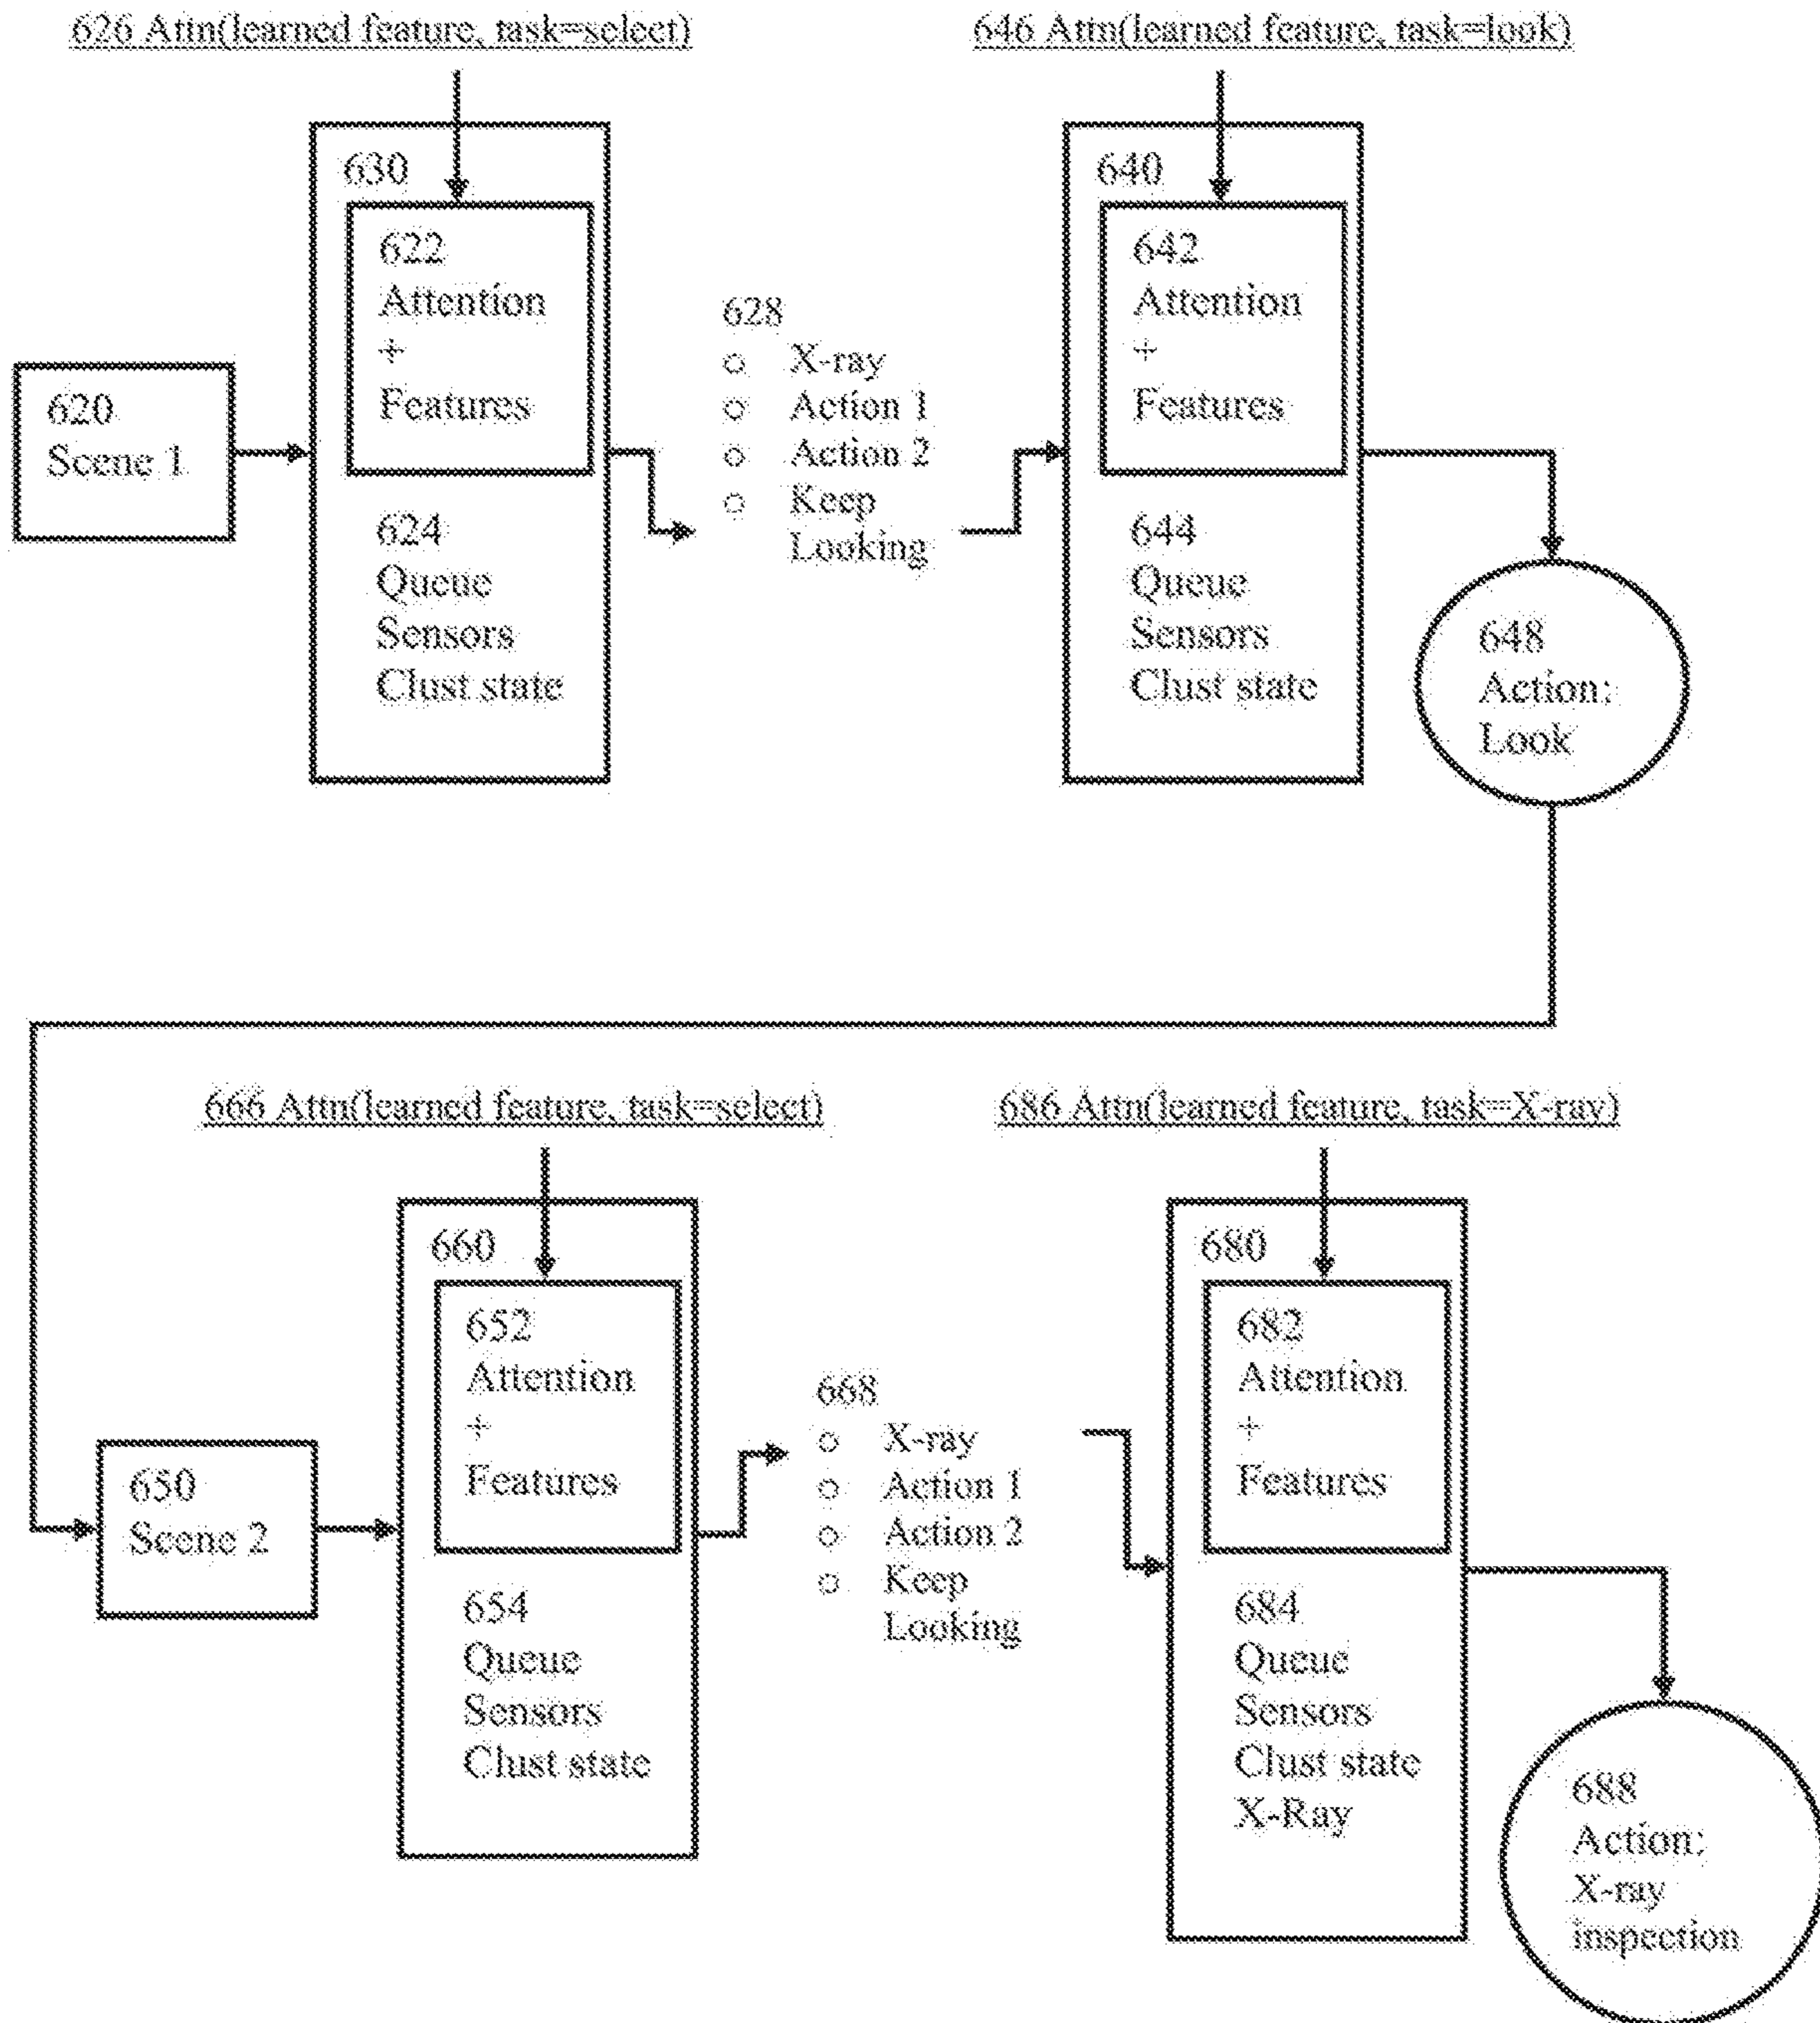 626 Attn(learned feature, task=select)
646 Attn(learned feature, task=look)
630
622
Attention
+
Features
624
Queue
Sensors
Clust state
620
Scene 1
628
○ X-ray
○ Action 1
○ Action 2
○ Keep
Looking
640
642
Attention
+
Features
644
Queue
Sensors
Clust state
648
Action:
Look
666 Attn(learned feature, task=select)
686 Attn(learned feature, task=X-ray)
650
Scene 2
660
652
Attention
+
Features
654
Queue
Sensors
Clust state
668
○ X-ray
○ Action 1
○ Action 2
○ Keep
Looking
680
682
Attention
+
Features
684
Queue
Sensors
Clust state
X-Ray
688
Action:
X-ray
inspection